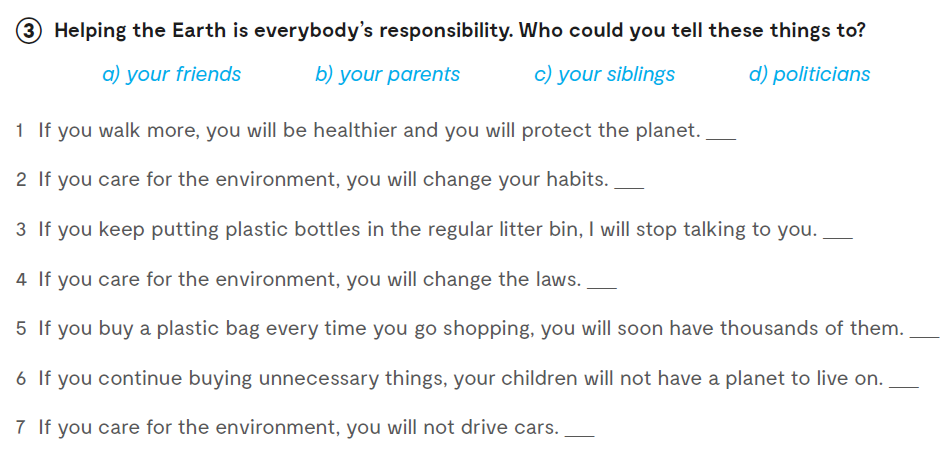 3 Helping the Earth is everybody's responsibility. Who could you tell these things to?
a) your friends b) your parents c) your siblings d) politicians
1 If you walk more, you will be healthier and you will protect the planet. ___
2 If you care for the environment, you will change your habits. ___
3 If you keep putting plastic bottles in the regular litter bin, I will stop talking to you. ___
4 If you care for the environment, you will change the laws. ___
5 If you buy a plastic bag every time you go shopping, you will soon have thousands of them. ___
6 If you continue buying unnecessary things, your children will not have a planet to live on. ___
7 If you care for the environment, you will not drive cars. ___